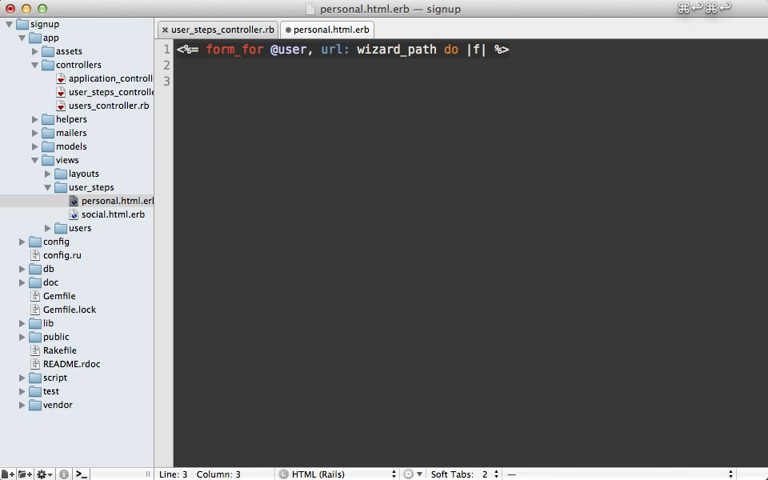 personal.html.erb — signup
⌘↩⌘↩
signup
app
assets
controllers
application_controll
user_steps_controlle
users_controller.rb
helpers
mailers
models
views
layouts
user_steps
personal.html.erl
social.html.erb
users
config
config.ru
db
doc
Gemfile
Gemfile.lock
lib
public
Rakefile
README.rdoc
script
test
vendor
user_steps_controller.rb
personal.html.erb
1 <%= form_for @user, url: wizard_path do |f| %>
2
3
Line: 3 Column: 3
HTML (Rails)
Soft Tabs: 2
—